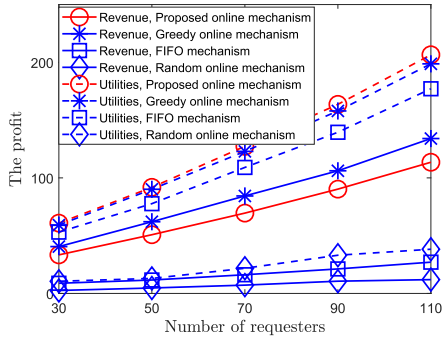 Revenue, Proposed online mechanism
Revenue, Greedy online mechanism
Revenue, FIFO mechanism
Revenue, Random online mechanism
Utilities, Proposed online mechanism
Utilities, Greedy online mechanism
Utilities, FIFO mechanism
Utilities, Random online mechanism
The profit
200
100
0
30 50 70 90 110
Number of requesters